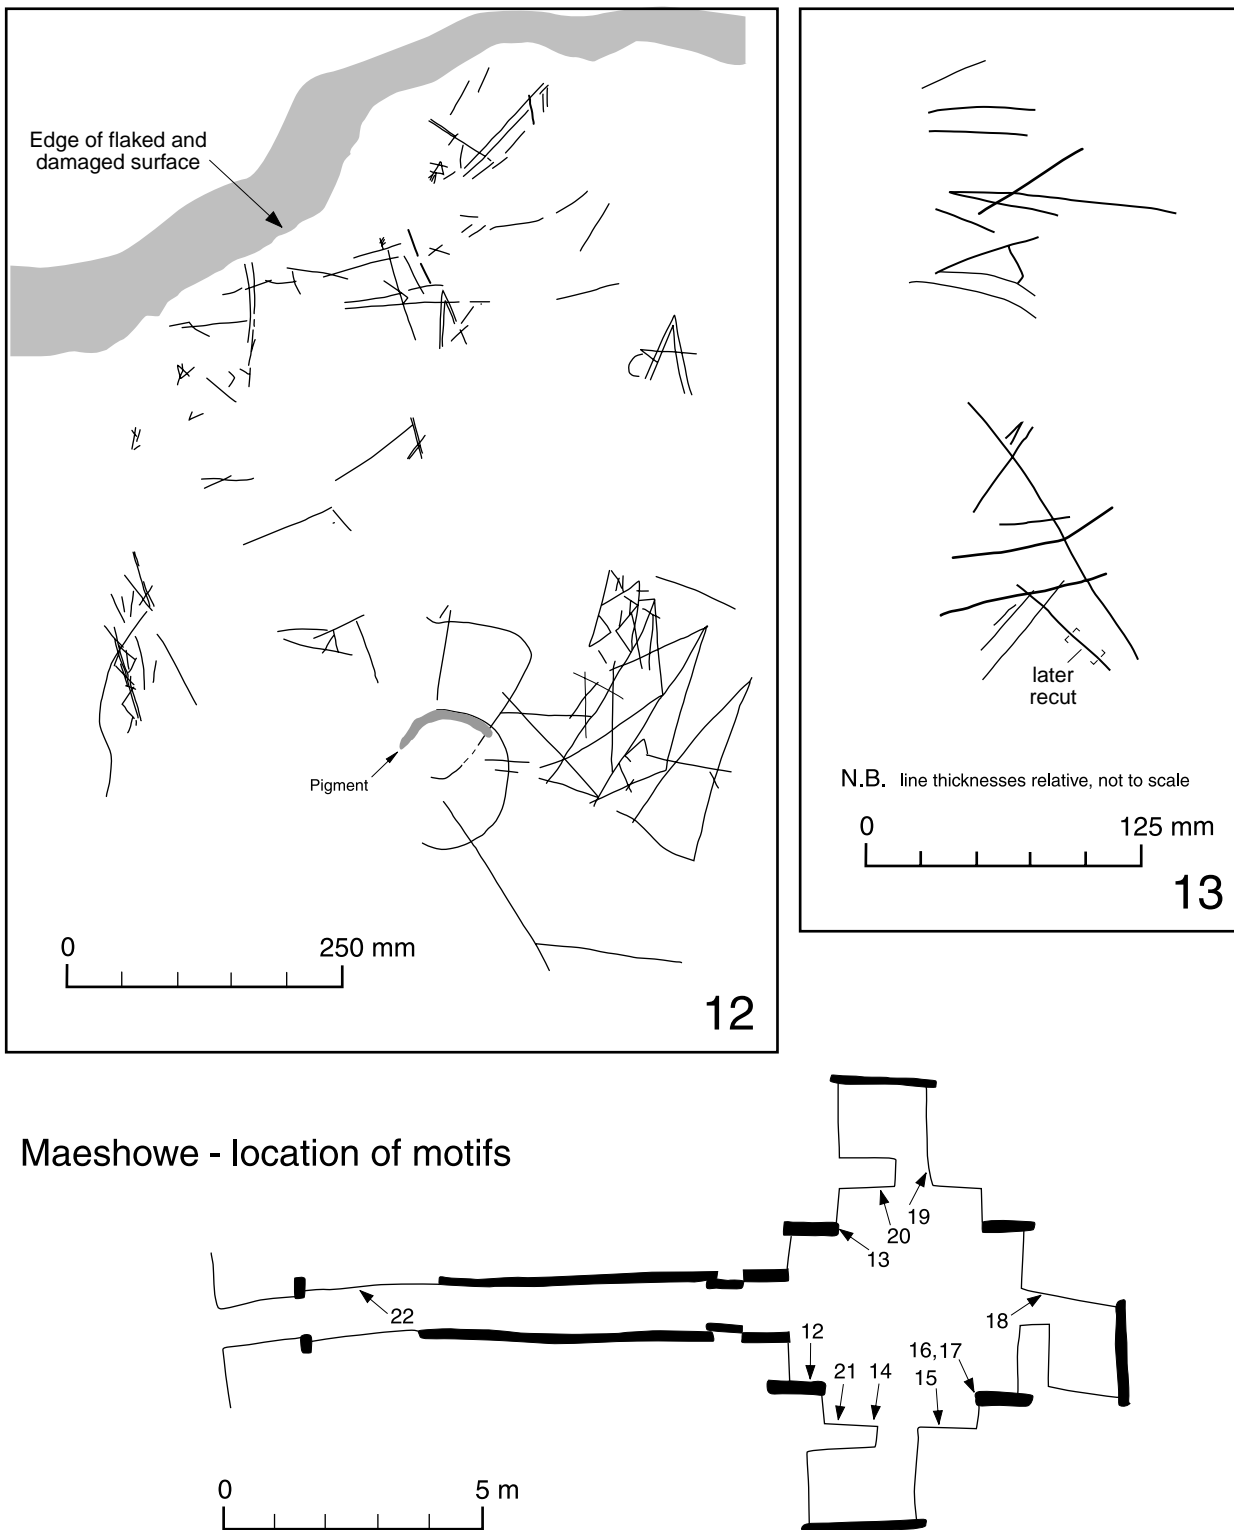 Edge of flaked and
damaged surface
Pigment
0 250 mm
12
later
recut
N.B. line thicknesses relative, not to scale
0 125 mm
13
Maeshowe - location of motifs
19
20
13
22
18
12
16,17
21 14 15
0 5 m